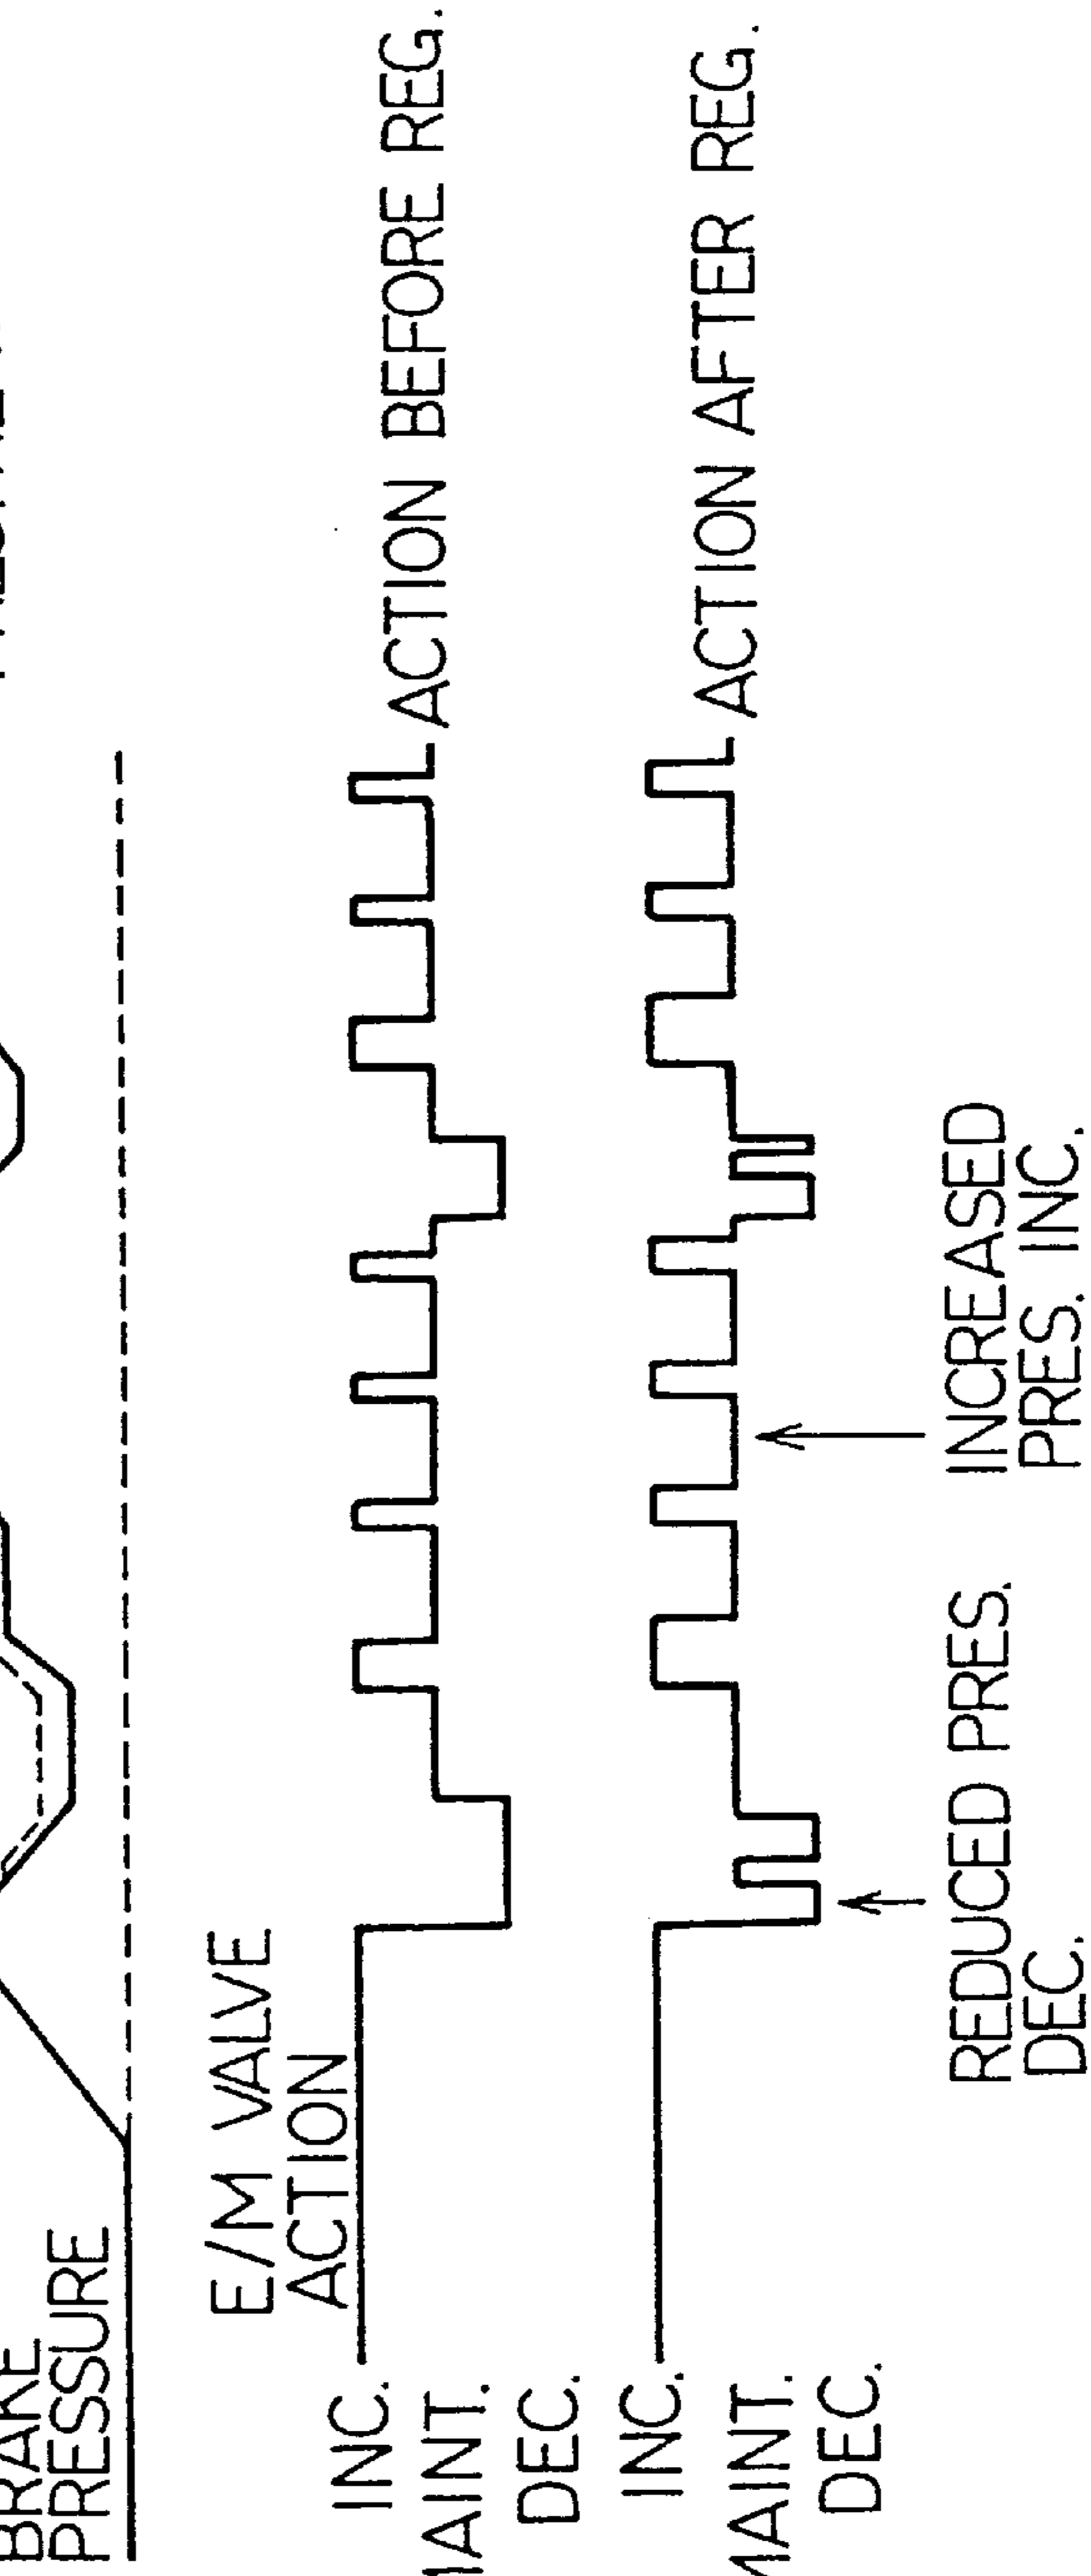 BRAKE
PRESSURE
E/M VALVE
ACTION
INC.
MAINT.
DEC.
ACTION BEFORE REG.
INC.
MAINT.
DEC.
ACTION AFTER REG.
REDUCED PRES.
DEC.
INCREASED
PRES. INC.